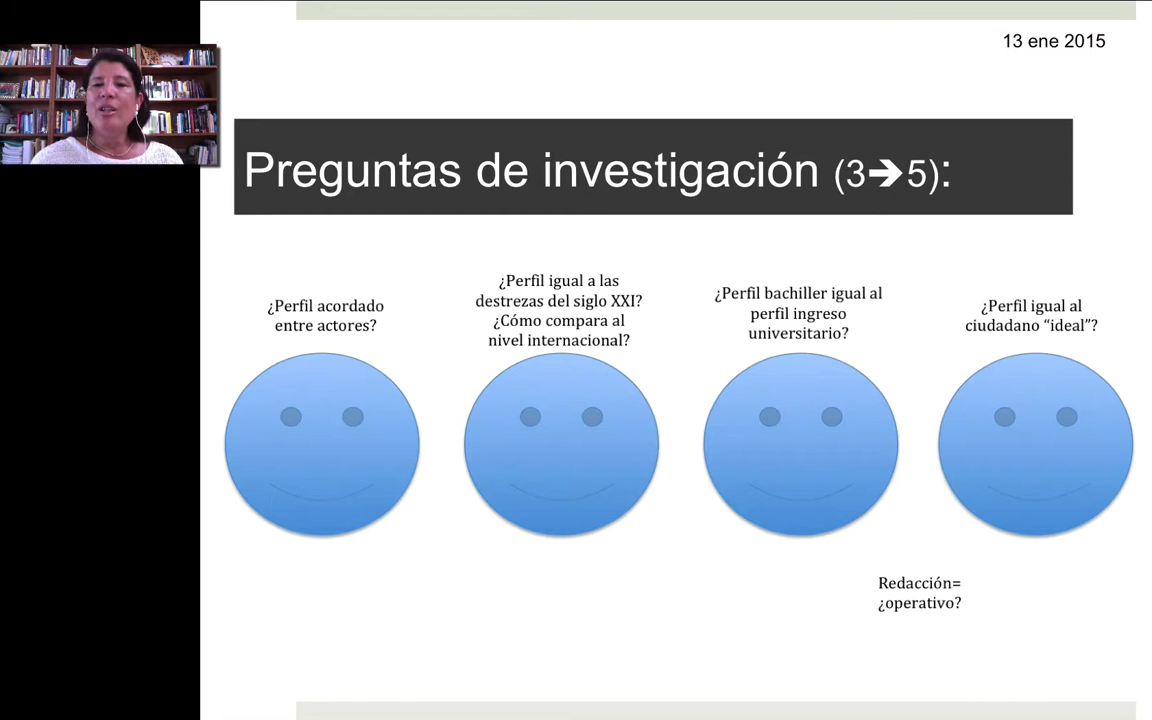 13 ene 2015
Preguntas de investigación (3➔5):
¿Perfil acordado
entre actores?
¿Perfil igual a las
destrezas del siglo XXI?
¿Cómo compara al
nivel internacional?
¿Perfil bachiller igual al
perfil ingreso
universitario?
¿Perfil igual al
ciudadano “ideal”?
Redacción=
¿operativo?